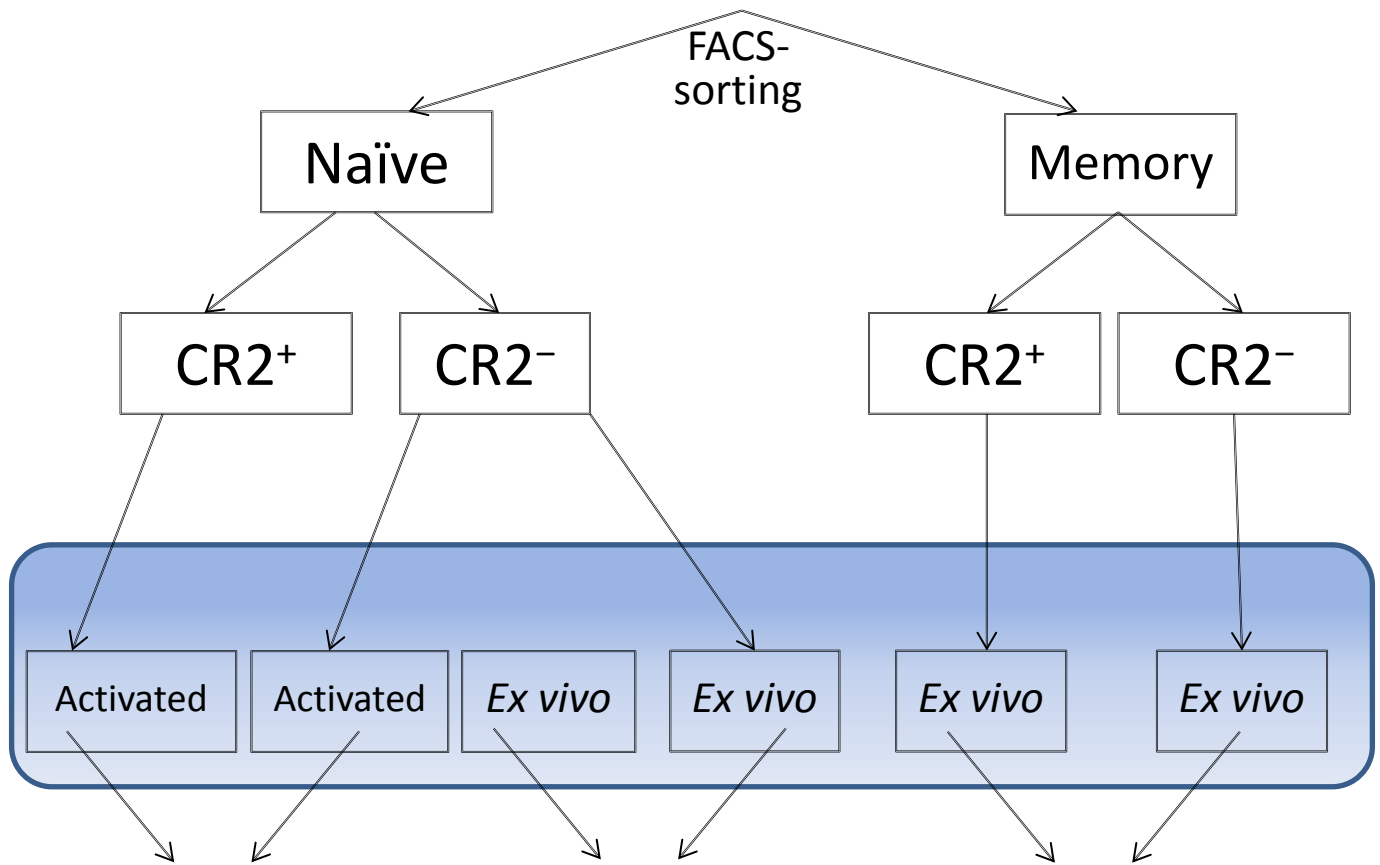 FACS-
sorting
Naïve
Memory
CR2⁺
CR2⁻
CR2⁺
CR2⁻
Activated
Activated
Ex vivo
Ex vivo
Ex vivo
Ex vivo